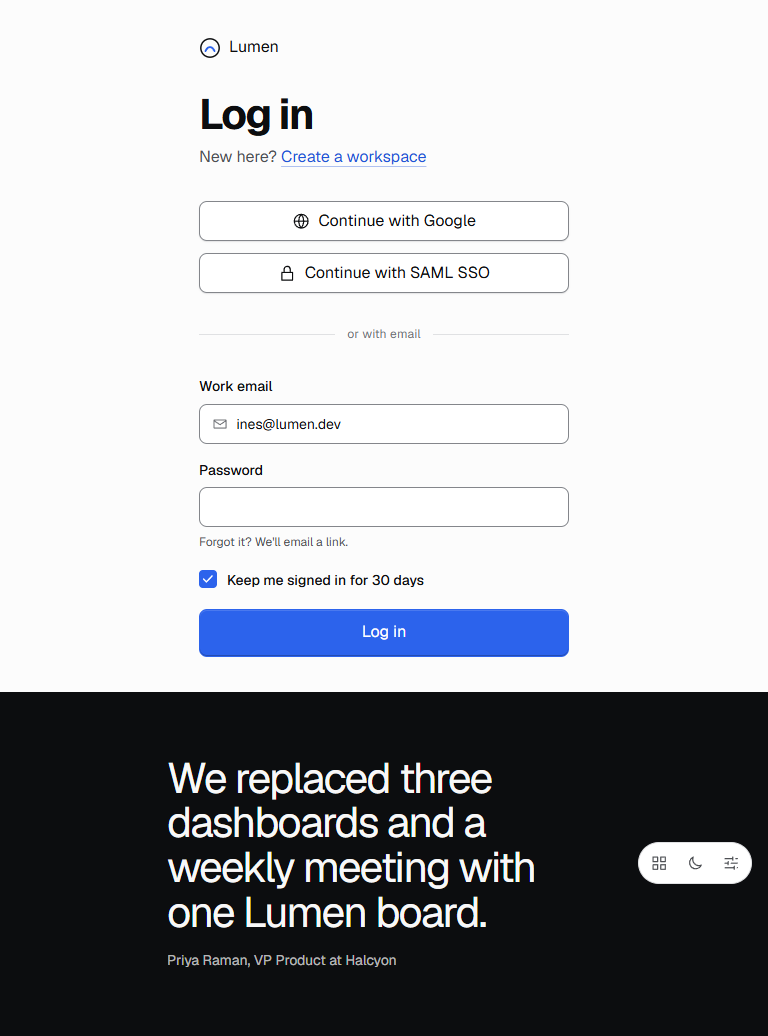 Lumen
Log in
New here? Create a workspace
Continue with Google
Continue with SAML SSO
or with email
Work email
ines@lumen.dev
Password
Forgot it? We'll email a link.
Keep me signed in for 30 days
Log in
We replaced three
dashboards and a
weekly meeting with
one Lumen board.
Priya Raman, VP Product at Halcyon